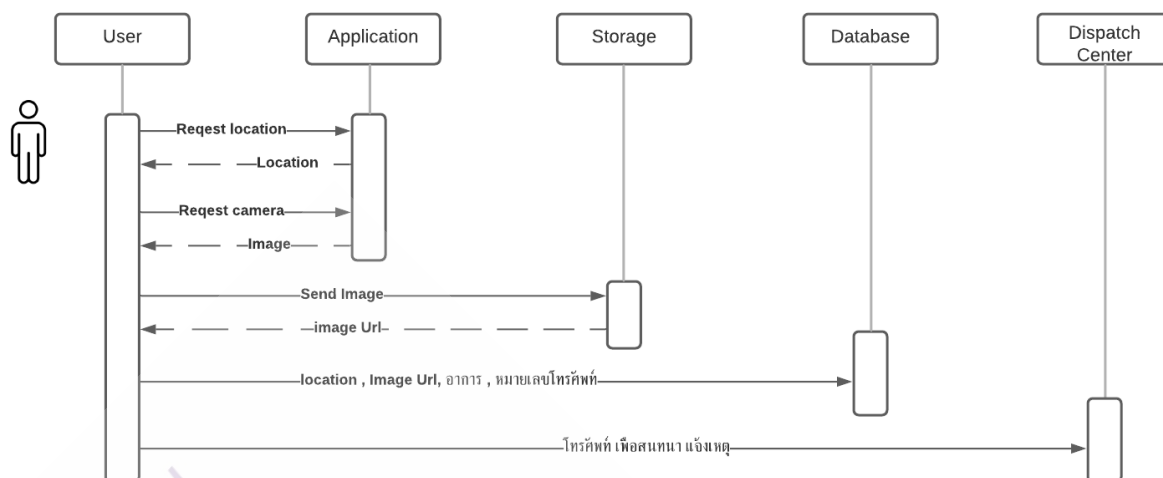 User
Application
Storage
Database
Dispatch
Center
Reqest location
Location
Reqest camera
Image
Send Image
image Url
location , Image Url, อาการ , หมายเลขโทรศัพท์
โทรศัพท์ เพือสนทนา แจ้งเหตุ